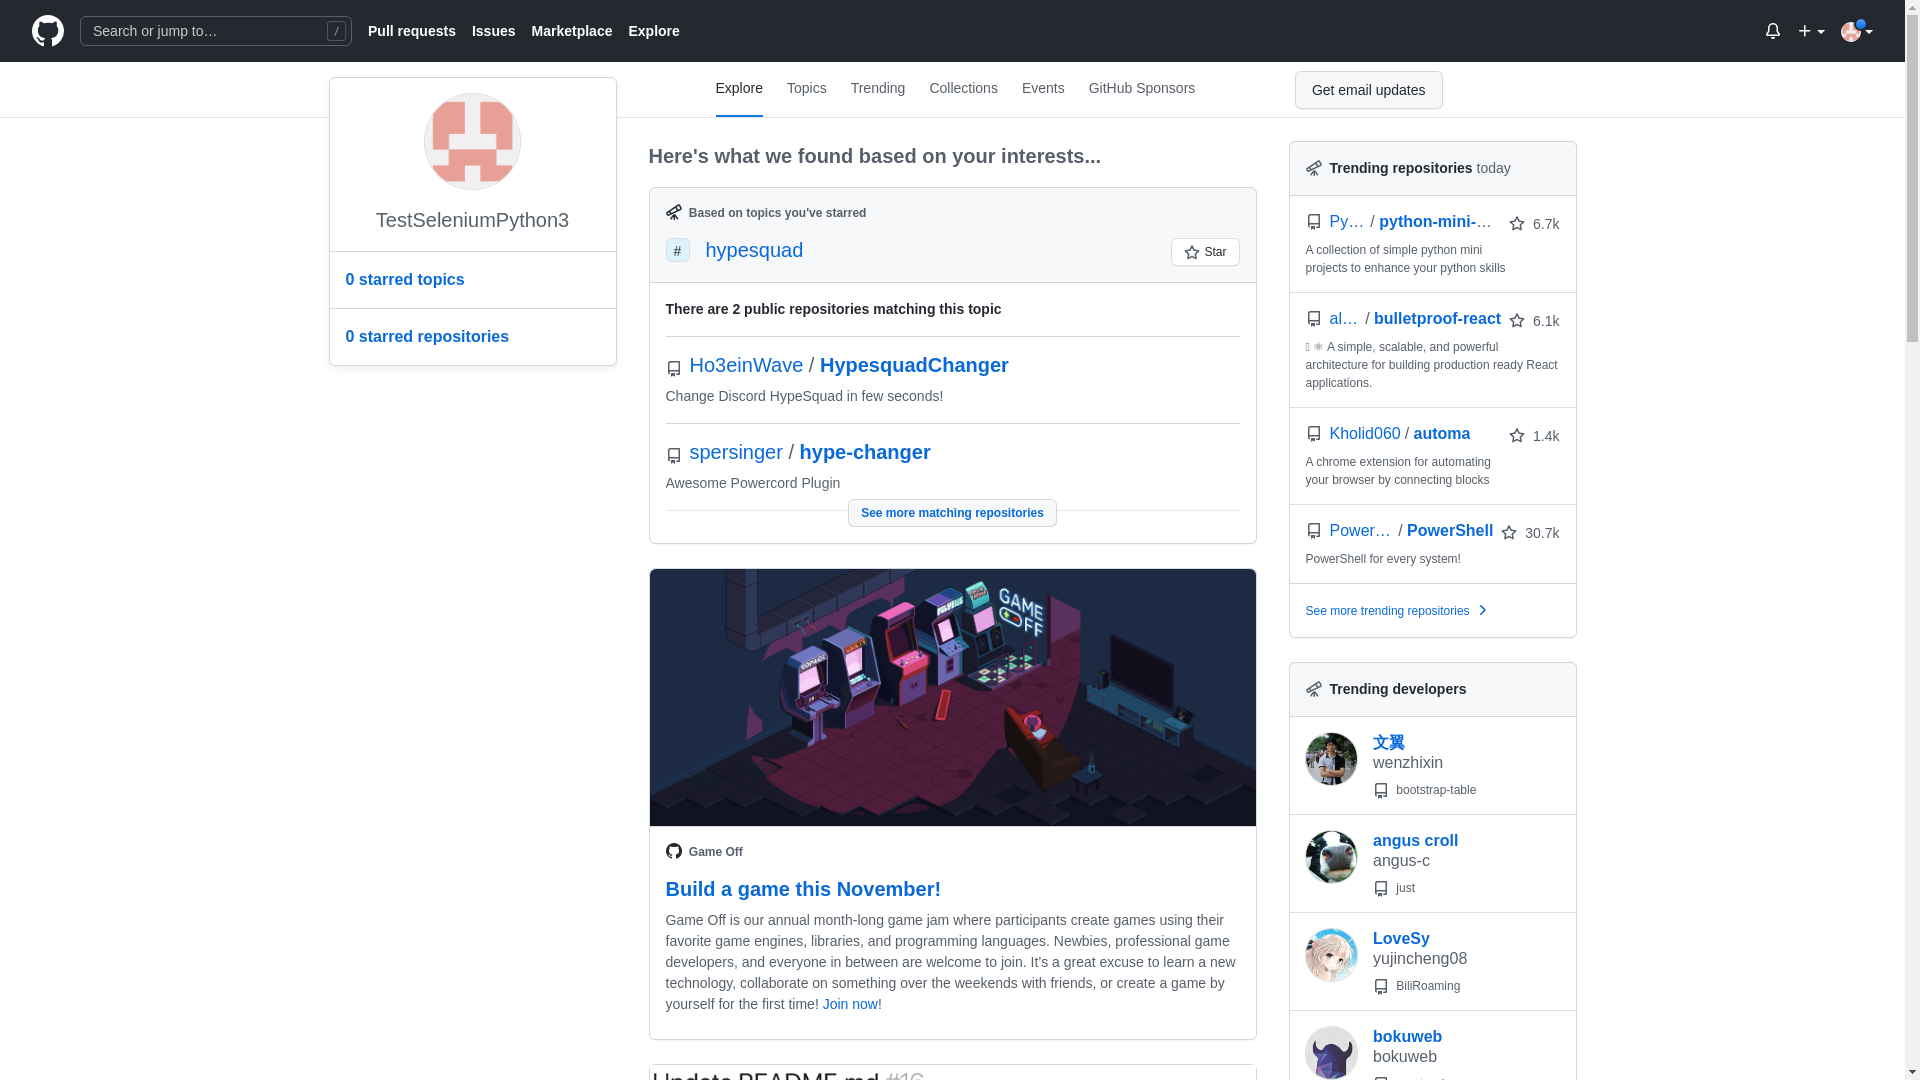 Search or jump to…
/
Pull requests
Issues
Marketplace
Explore
TestSeleniumPython3
0 starred topics
0 starred repositories
Explore
Topics
Trending
Collections
Events
GitHub Sponsors
Get email updates
Here's what we found based on your interests...
Based on topics you've starred
# hypesquad
Star
There are 2 public repositories matching this topic
Ho3einWave / HypesquadChanger
Change Discord HypeSquad in few seconds!
spersinger / hype-changer
Awesome Powercord Plugin
See more matching repositories
GAME
OFF
Game Off
Build a game this November!
Game Off is our annual month-long game jam where participants create games using their
favorite game engines, libraries, and programming languages. Newbies, professional game
developers, and everyone in between are welcome to join. It's a great excuse to learn a new
technology, collaborate on something over the weekends with friends, or create a game by
yourself for the first time! Join now!
Update README.md #16
Trending repositories today
Py… / python-mini-… 6.7k
A collection of simple python mini
projects to enhance your python skills
al… / bulletproof-react 6.1k
A simple, scalable, and powerful
architecture for building production ready React
applications.
Kholid060 / automa 1.4k
A chrome extension for automating
your browser by connecting blocks
Power… / PowerShell 30.7k
PowerShell for every system!
See more trending repositories
Trending developers
文翼
wenzhixin
bootstrap-table
angus croll
angus-c
just
LoveSy
yujincheng08
BiliRoaming
bokuweb
bokuweb